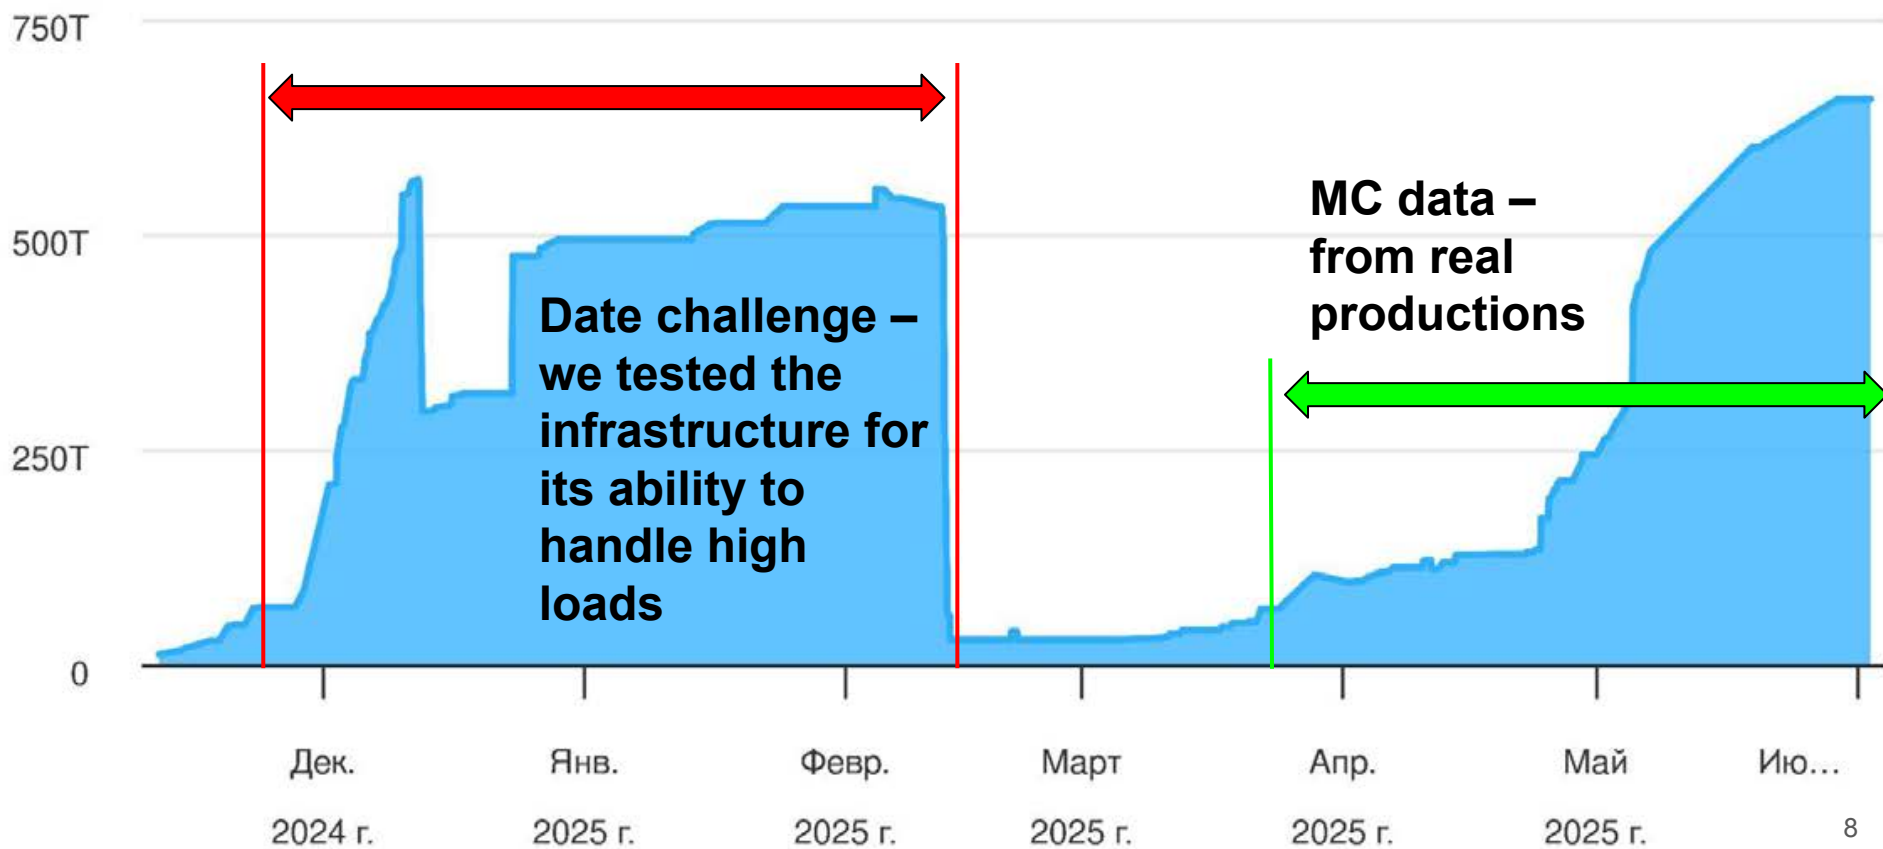 750T
500T
250T
0
Date challenge –
we tested the
infrastructure for
its ability to
handle high
loads
MC data –
from real
productions
Дек.
2024 г.
Янв.
2025 г.
Февр.
2025 г.
Март
2025 г.
Апр.
2025 г.
Май
2025 г.
Ию...
8